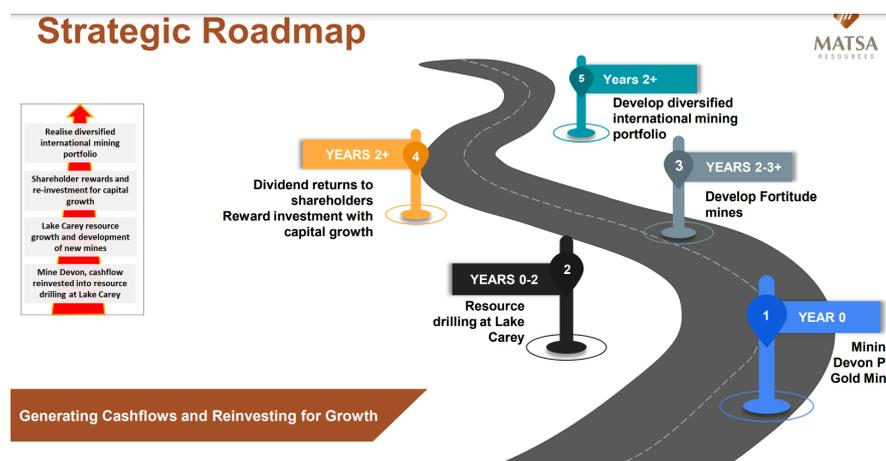 Strategic Roadmap
MATSA
RESOURCES
Realise diversified
international mining
portfolio
Shareholder rewards and
re-investment for capital
growth
Lake Carey resource
growth and development
of new mines
Mine Devon, cashflow
reinvested into resource
drilling at Lake Carey
5
Years 2+
Develop diversified
international mining
portfolio
YEARS 2+
4
Dividend returns to
shareholders
Reward investment with
capital growth
3
YEARS 2-3+
Develop Fortitude
mines
YEARS 0-2
2
Resource
drilling at Lake
Carey
1
YEAR 0
Minin
Devon P
Gold Min
Generating Cashflows and Reinvesting for Growth